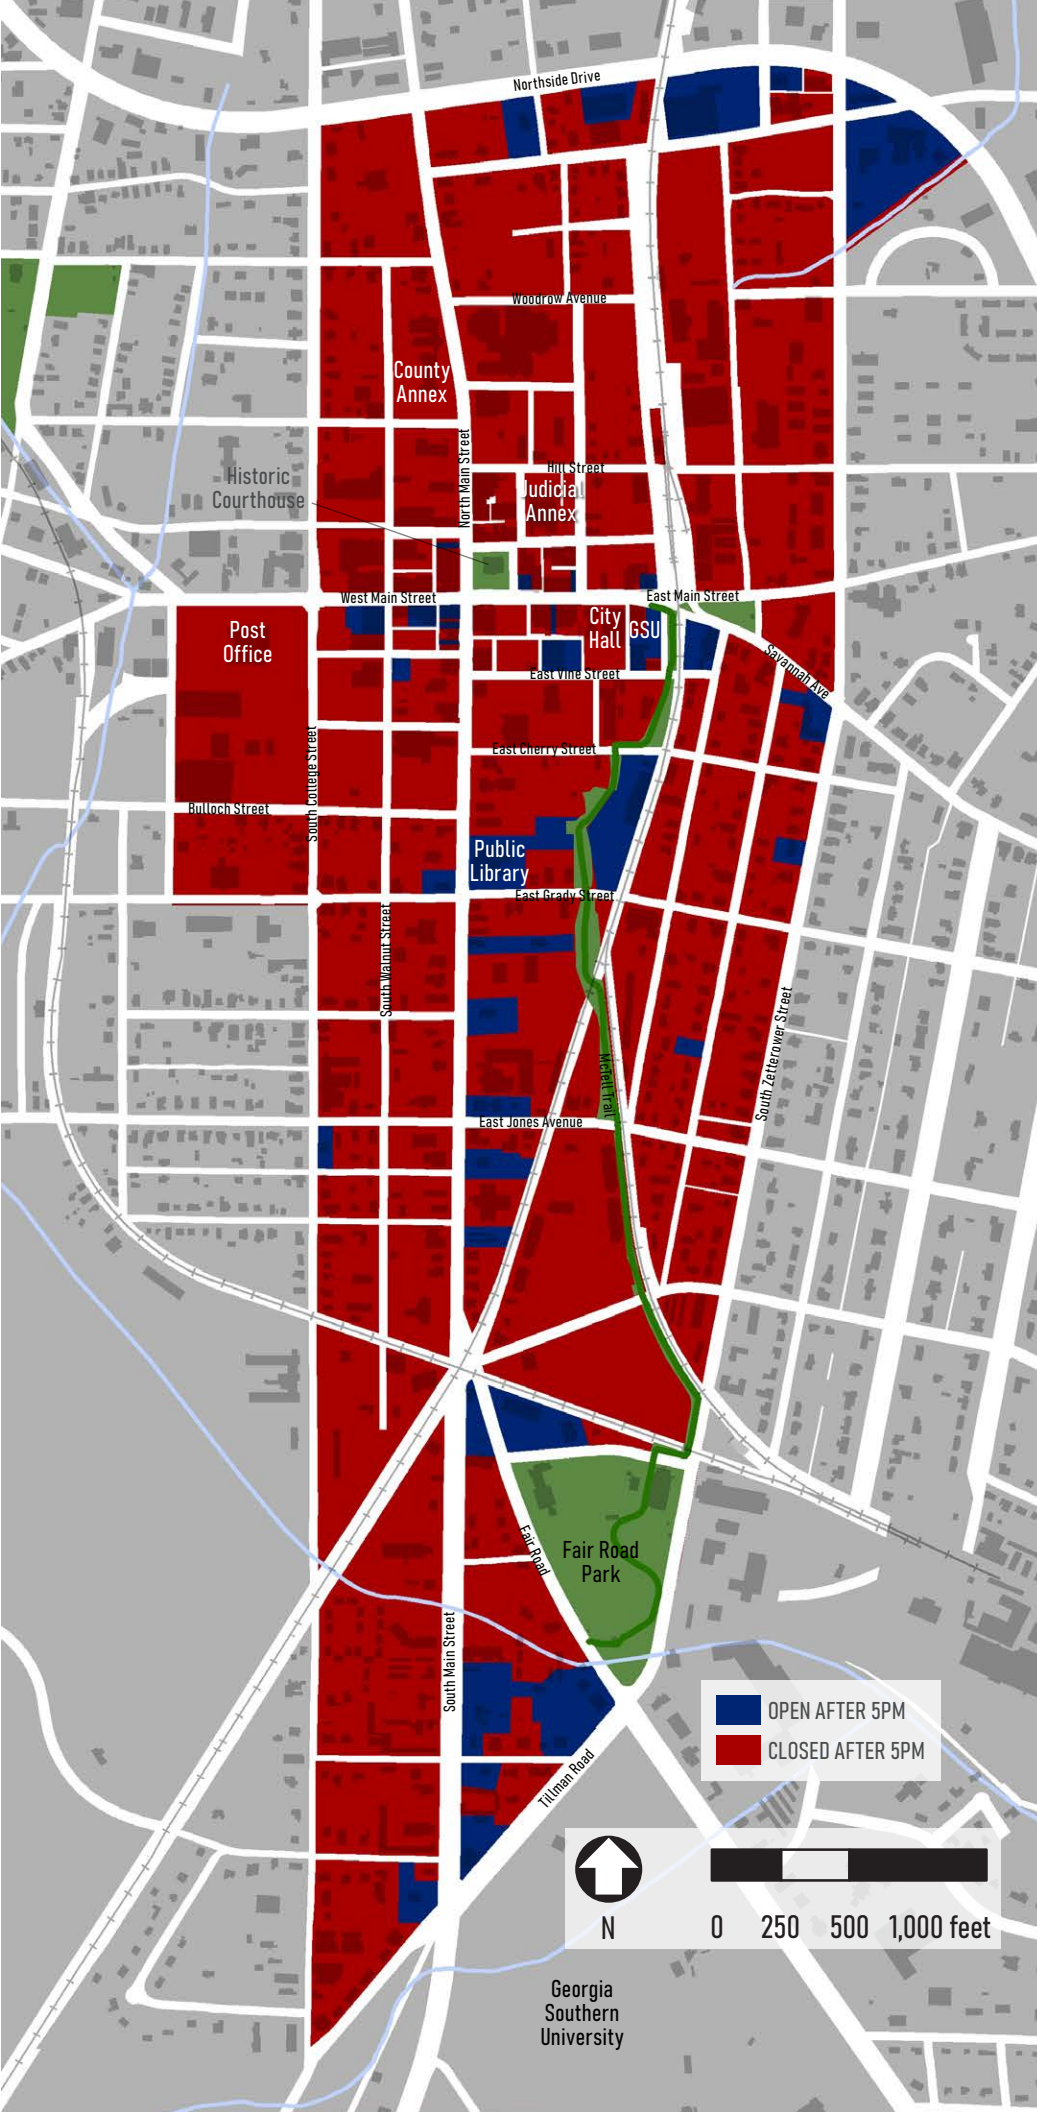 Northside Drive
Woodrow Avenue
County
Annex
North Main Street
Hill Street
Historic
Courthouse
Judicial
Annex
West Main Street
East Main Street
City
Hall
GSU
Post
Office
East Vine Street
Savannah Ave
South College Street
East Cherry Street
Bulloch Street
Public
Library
East Grady Street
South Walnut Street
South Zetterower Street
McTell Trail
East Jones Avenue
Fair Road
Fair Road
Park
South Main Street
Tillman Road
OPEN AFTER 5PM
CLOSED AFTER 5PM
N
0 250 500 1,000 feet
Georgia
Southern
University